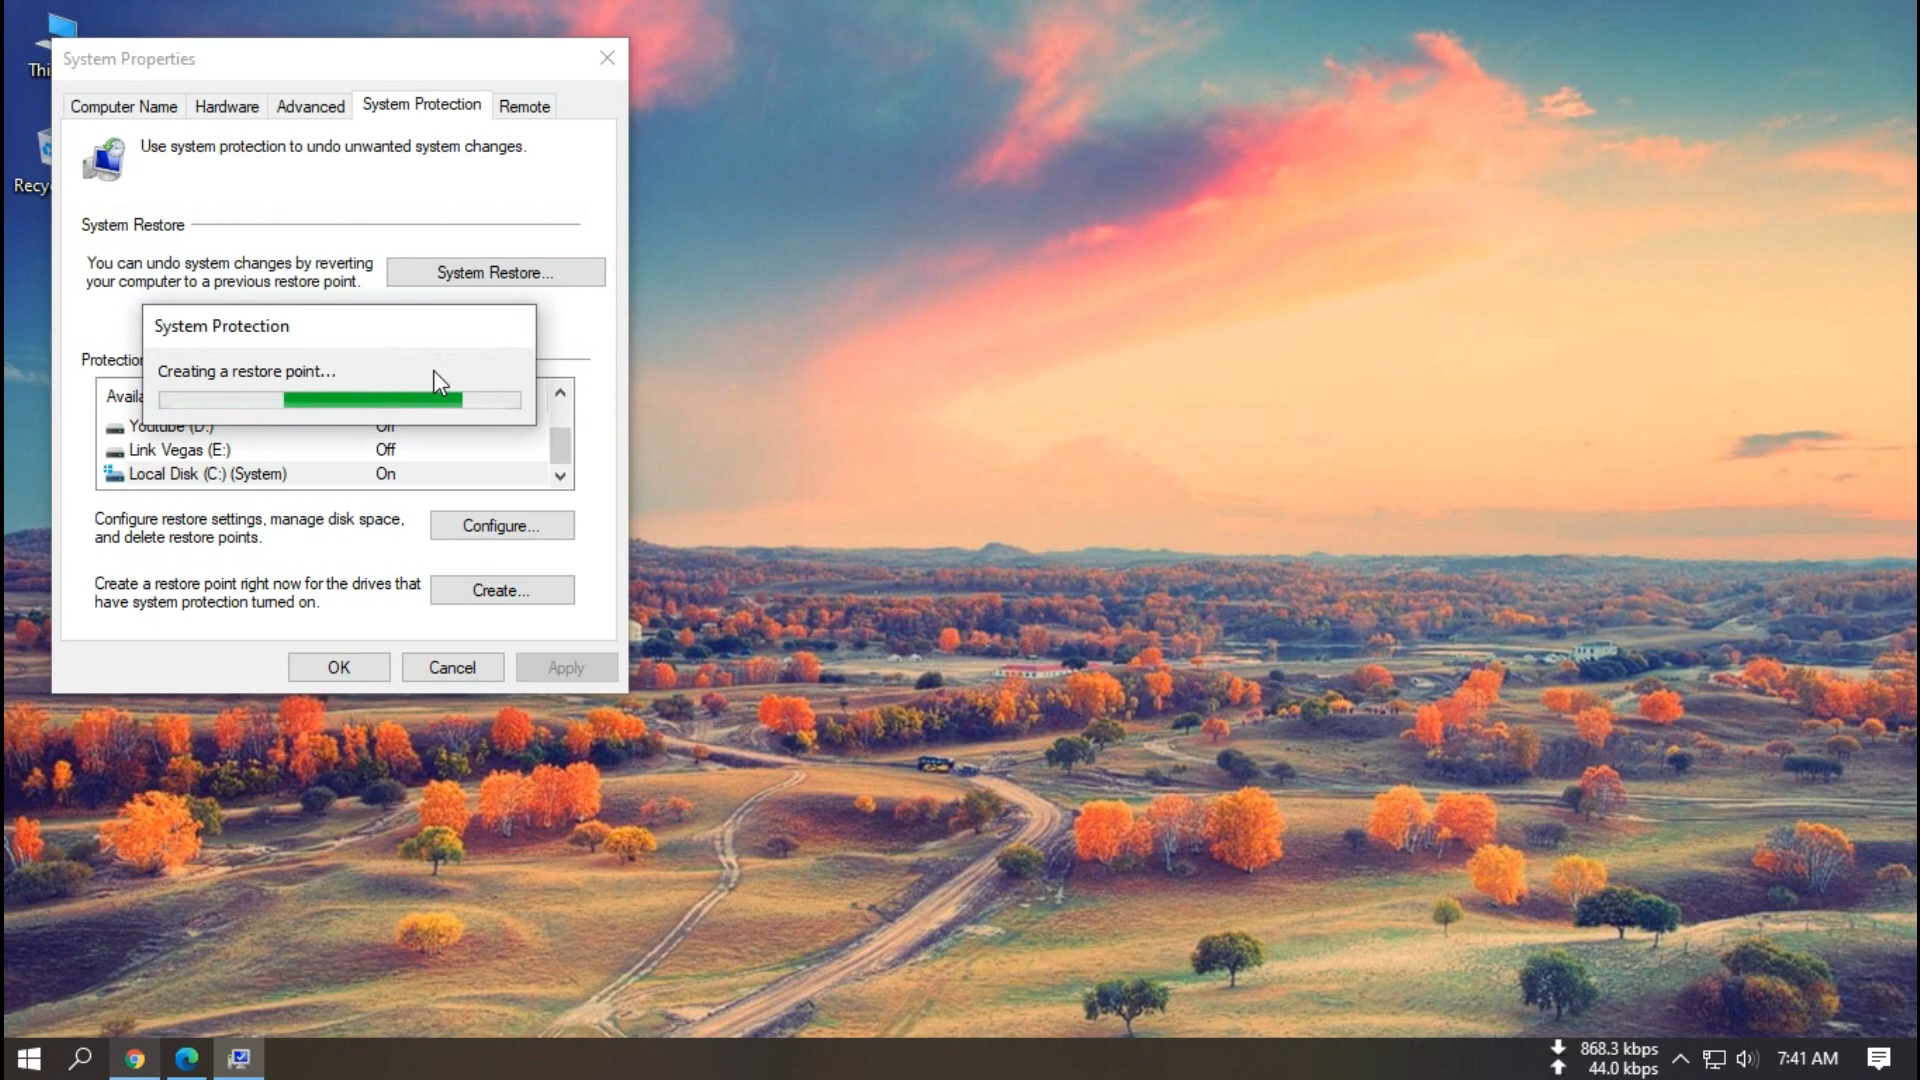 Thi
Recy
System Properties
Computer Name
Hardware
Advanced
System Protection
Remote
Use system protection to undo unwanted system changes.
System Restore
You can undo system changes by reverting
your computer to a previous restore point.
System Restore...
System Protection
Creating a restore point...
Protection
Availa
Youtube (D:) Off
Link Vegas (E:) Off
Local Disk (C:) (System) On
Configure restore settings, manage disk space,
and delete restore points.
Configure...
Create a restore point right now for the drives that
have system protection turned on.
Create...
OK
Cancel
Apply
868.3 kbps
44.0 kbps
7:41 AM